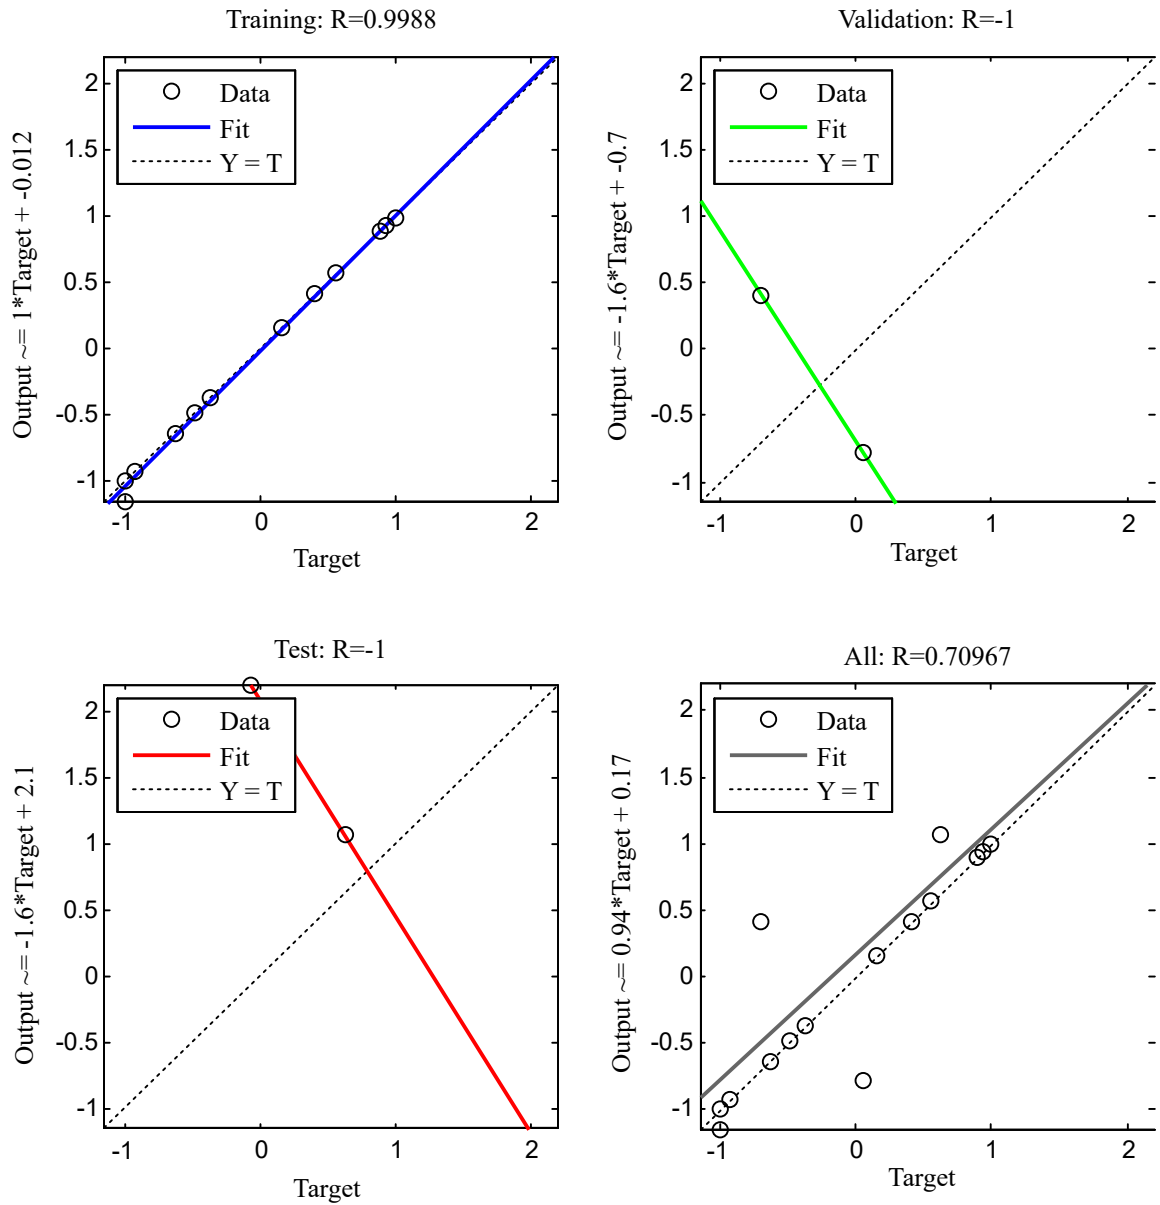 Training: R=0.9988
Output ~= 1*Target + -0.012
2
1.5
1
0.5
0
-0.5
-1
Data
Fit
Y = T
-1
0
1
2
Target
Validation: R=-1
Output ~= -1.6*Target + -0.7
2
1.5
1
0.5
0
-0.5
-1
Data
Fit
Y = T
-1
0
1
2
Target
Test: R=-1
Output ~= -1.6*Target + 2.1
2
1.5
1
0.5
0
-0.5
-1
Data
Fit
Y = T
-1
0
1
2
Target
All: R=0.70967
Output ~= 0.94*Target + 0.17
2
1.5
1
0.5
0
-0.5
-1
Data
Fit
Y = T
-1
0
1
2
Target